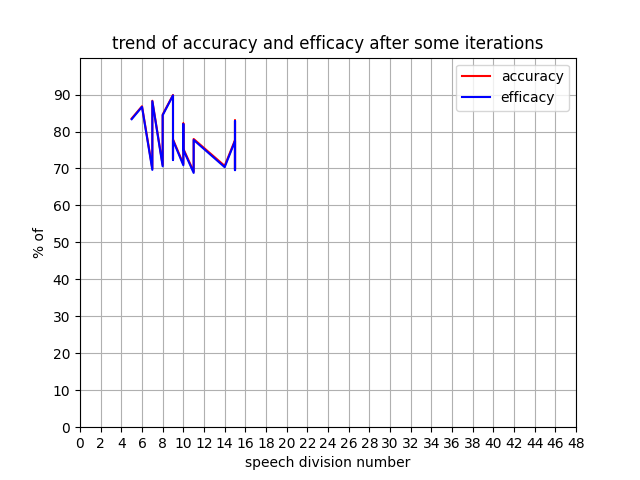 trend of accuracy and efficacy after some iterations
accuracy
efficacy
90
80
70
60
50
40
30
20
10
0
% of
0 2 4 6 8 10 12 14 16 18 20 22 24 26 28 30 32 34 36 38 40 42 44 46 48
speech division number